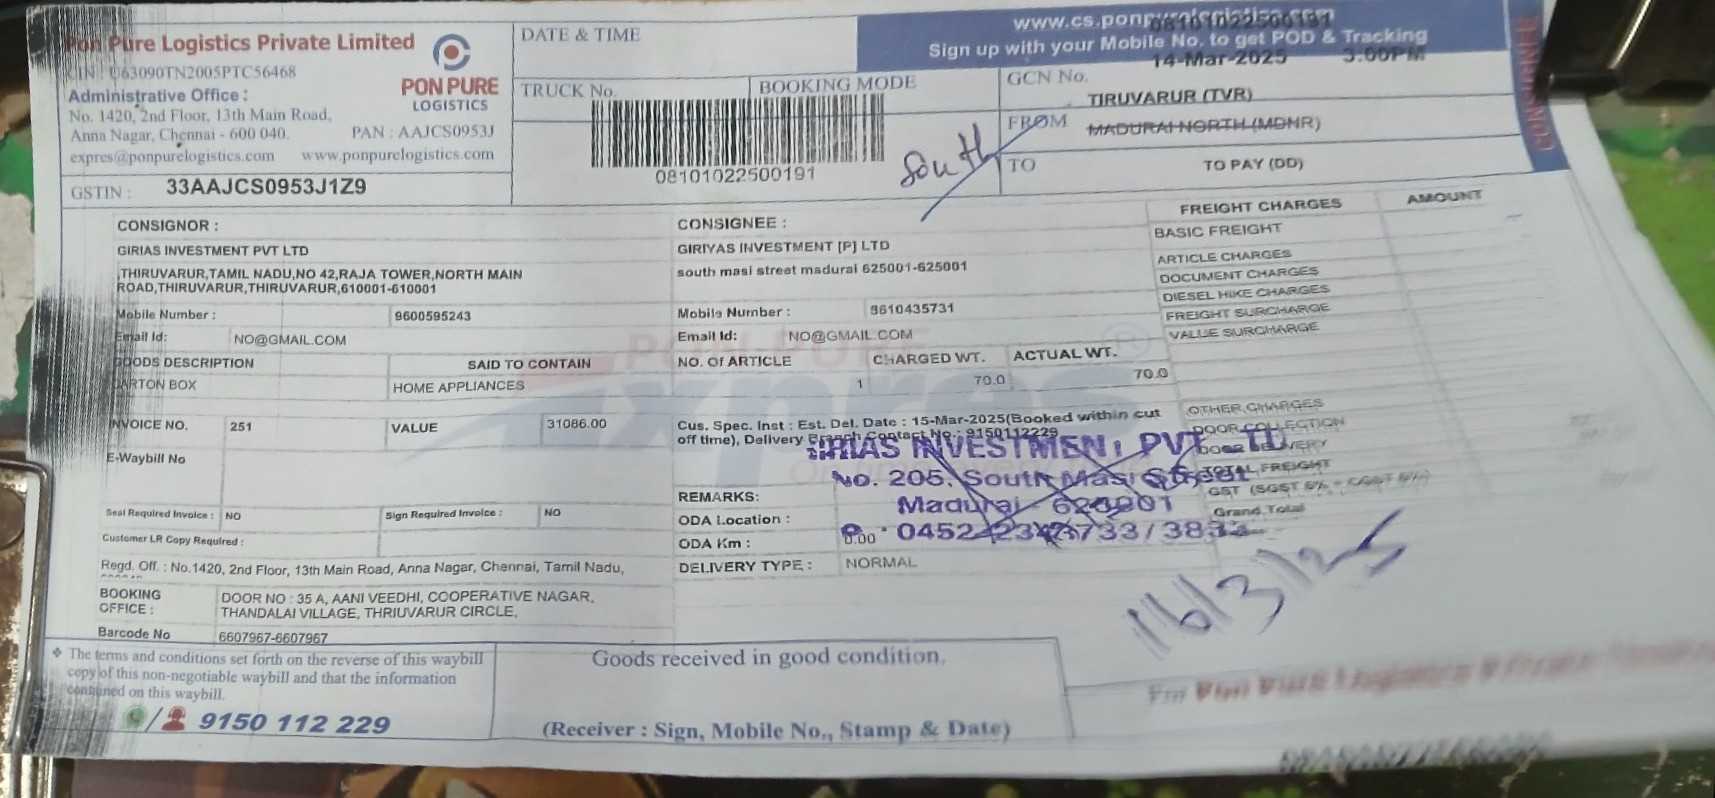 Pon Pure Logistics Private Limited
CIN : U63090TN2005PTC56468
Administrative Office :
No. 1420, 2nd Floor, 13th Main Road,
Anna Nagar, Chennai - 600 040.
PAN : AAJCS0953J
expres@ponpurelogistics.com www.ponpurelogistics.com
GSTIN : 33AAJCS0953J1Z9
PON PURE
LOGISTICS
DATE & TIME
TRUCK No.
BOOKING MODE
08101022500191
www.cs.ponpurelogistics.com
08101022500191
Sign up with your Mobile No. to get POD & Tracking
14-Mar-2025 3:00PM
GCN No.
TIRUVARUR (TVR)
FROM
MADURAI NORTH (MDNR)
South
TO
TO PAY (DD)
CONSIGNEE
CONSIGNOR :
GIRIAS INVESTMENT PVT LTD
,THIRUVARUR,TAMIL NADU,NO 42,RAJA TOWER,NORTH MAIN
ROAD,THIRUVARUR,THIRUVARUR,610001-610001
Mobile Number : 9600595243
Email Id: NO@GMAIL.COM
GOODS DESCRIPTION SAID TO CONTAIN
CARTON BOX HOME APPLIANCES
INVOICE NO. 251 VALUE 31086.00
E-Waybill No
Seal Required Invoice : NO Sign Required Invoice : NO
Customer LR Copy Required :
Regd. Off. : No.1420, 2nd Floor, 13th Main Road, Anna Nagar, Chennai, Tamil Nadu,
BOOKING OFFICE : DOOR NO : 35 A, AANI VEEDHI, COOPERATIVE NAGAR,
THANDALAI VILLAGE, THRIUVARUR CIRCLE,
Barcode No 6607967-6607967
CONSIGNEE :
GIRIYAS INVESTMENT [P] LTD
south masi street madurai 625001-625001
Mobile Number : 8610435731
Email Id: NO@GMAIL.COM
NO. Of ARTICLE CHARGED WT. ACTUAL WT.
1 70.0 70.0
PON PURE
Expres
Cus. Spec. Inst : Est. Del. Date : 15-Mar-2025(Booked within cut
off time), Delivery Branch Contact No : 9150112229
GIRIAS INVESTMENT PVT. LTD
No. 205, South Masi Street
Madurai - 625001
REMARKS:
ODA Location :
ODA Km : 0.00
DELIVERY TYPE : NORMAL
FREIGHT CHARGES AMOUNT
BASIC FREIGHT
ARTICLE CHARGES
DOCUMENT CHARGES
DIESEL HIKE CHARGES
FREIGHT SURCHARGE
VALUE SURCHARGE
OTHER CHARGES
DOOR COLLECTION
DOOR DELIVERY
TOTAL FREIGHT
Grand Total
16/3/25
❖ The terms and conditions set forth on the reverse of this waybill
copy of this non-negotiable waybill and that the information
contained on this waybill.
9150 112 229
Goods received in good condition.
(Receiver : Sign, Mobile No., Stamp & Date)